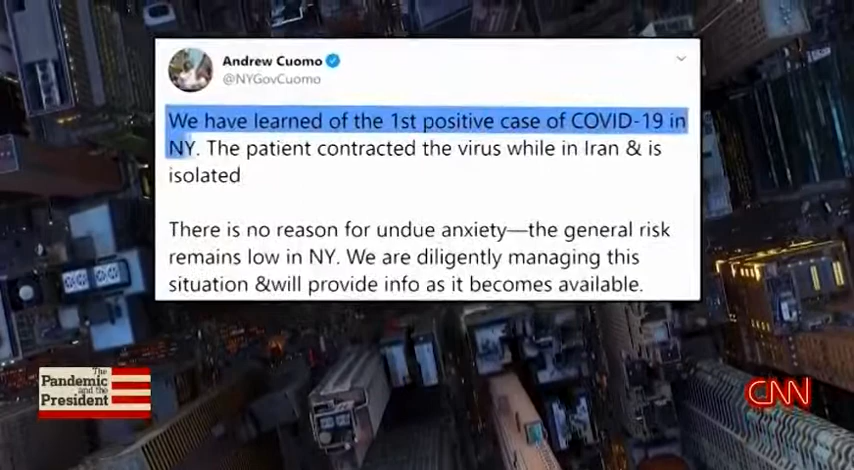 Andrew Cuomo
@NYGovCuomo
We have learned of the 1st positive case of COVID-19 in
NY. The patient contracted the virus while in Iran & is
isolated
There is no reason for undue anxiety—the general risk
remains low in NY. We are diligently managing this
situation &will provide info as it becomes available.
The
Pandemic
and the
President
CNN